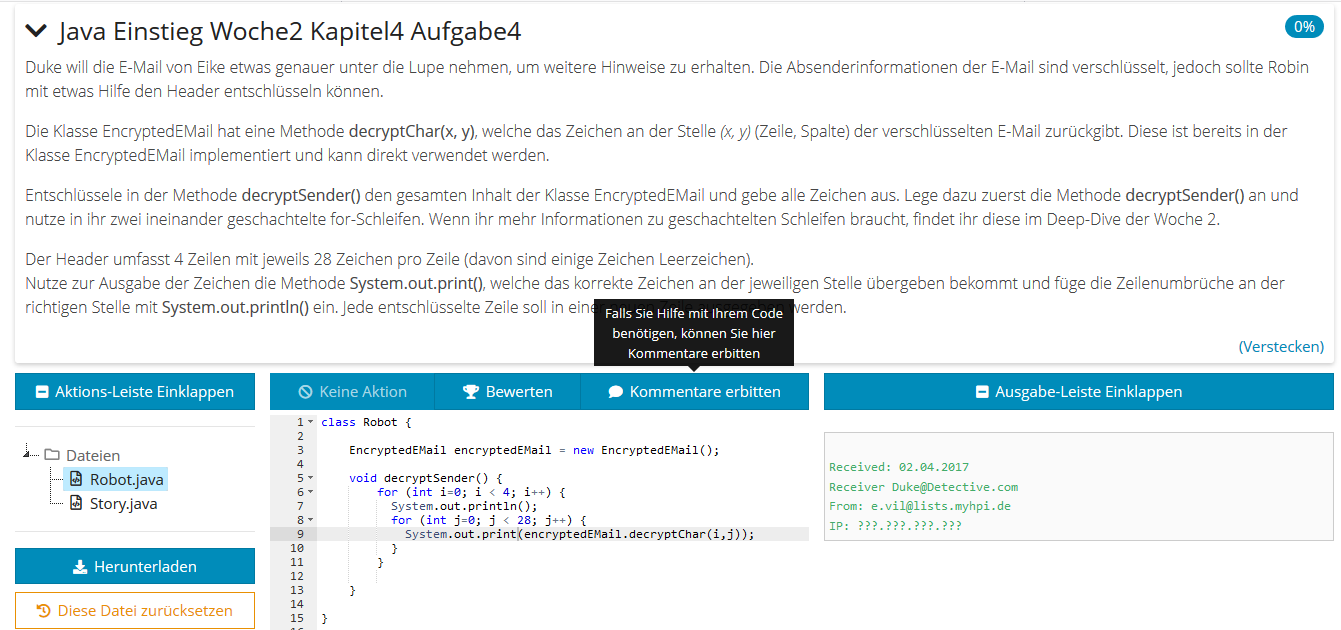 Java Einstieg Woche2 Kapitel4 Aufgabe4
0%
Duke will die E-Mail von Eike etwas genauer unter die Lupe nehmen, um weitere Hinweise zu erhalten. Die Absenderinformationen der E-Mail sind verschlüsselt, jedoch sollte Robin
mit etwas Hilfe den Header entschlüsseln können.
Die Klasse EncryptedEMail hat eine Methode decryptChar(x, y), welche das Zeichen an der Stelle (x, y) (Zeile, Spalte) der verschlüsselten E-Mail zurückgibt. Diese ist bereits in der
Klasse EncryptedEMail implementiert und kann direkt verwendet werden.
Entschlüssele in der Methode decryptSender() den gesamten Inhalt der Klasse EncryptedEMail und gebe alle Zeichen aus. Lege dazu zuerst die Methode decryptSender() an und
nutze in ihr zwei ineinander geschachtelte for-Schleifen. Wenn ihr mehr Informationen zu geschachtelten Schleifen braucht, findet ihr diese im Deep-Dive der Woche 2.
Der Header umfasst 4 Zeilen mit jeweils 28 Zeichen pro Zeile (davon sind einige Zeichen Leerzeichen).
Nutze zur Ausgabe der Zeichen die Methode System.out.print(), welche das korrekte Zeichen an der jeweiligen Stelle übergeben bekommt und füge die Zeilenumbrüche an der
richtigen Stelle mit System.out.println() ein. Jede entschlüsselte Zeile soll in einer werden.
Falls Sie Hilfe mit Ihrem Code
benötigen, können Sie hier
Kommentare erbitten
(Verstecken)
Aktions-Leiste Einklappen
Keine Aktion
Bewerten
Kommentare erbitten
Ausgabe-Leiste Einklappen
Dateien
Robot.java
Story.java
Herunterladen
Diese Datei zurücksetzen
1 class Robot {
2
3 EncryptedEMail encryptedEMail = new EncryptedEMail();
4
5 void decryptSender() {
6 for (int i=0; i < 4; i++) {
7 System.out.println();
8 for (int j=0; j < 28; j++) {
9 System.out.print(encryptedEMail.decryptChar(i,j));
10 }
11 }
12
13 }
14
15 }
Received: 02.04.2017
Receiver Duke@Detective.com
From: e.vil@lists.myhpi.de
IP: ???.???.???.???